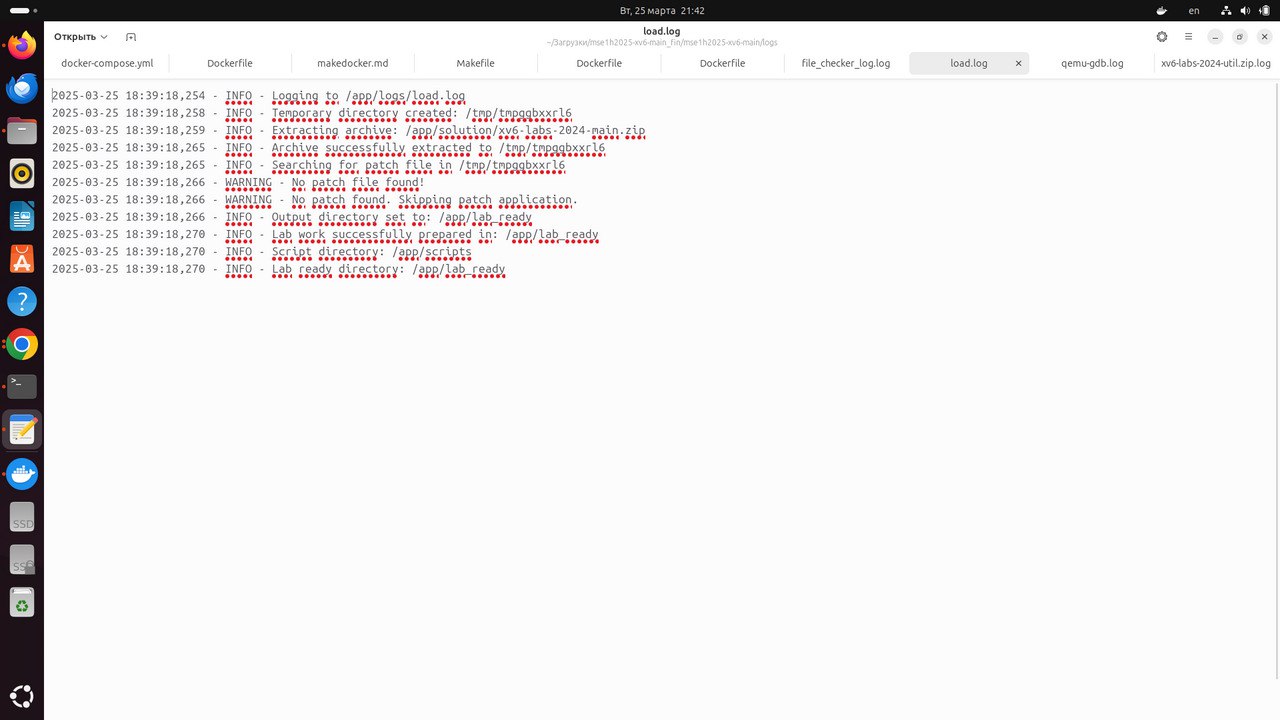 Вт, 25 марта 21:42
en
Открыть
load.log
~/Загрузки/mse1h2025-xv6-main_fin/mse1h2025-xv6-main/logs
docker-compose.yml
Dockerfile
makedocker.md
Makefile
Dockerfile
Dockerfile
file_checker_log.log
load.log
qemu-gdb.log
xv6-labs-2024-util.zip.log
2025-03-25 18:39:18,254 - INFO - Logging to /app/logs/load.log
2025-03-25 18:39:18,258 - INFO - Temporary directory created: /tmp/tmpggbxxrl6
2025-03-25 18:39:18,259 - INFO - Extracting archive: /app/solution/xv6-labs-2024-main.zip
2025-03-25 18:39:18,265 - INFO - Archive successfully extracted to /tmp/tmpggbxxrl6
2025-03-25 18:39:18,265 - INFO - Searching for patch file in /tmp/tmpggbxxrl6
2025-03-25 18:39:18,266 - WARNING - No patch file found!
2025-03-25 18:39:18,266 - WARNING - No patch found. Skipping patch application.
2025-03-25 18:39:18,266 - INFO - Output directory set to: /app/lab_ready
2025-03-25 18:39:18,270 - INFO - Lab work successfully prepared in: /app/lab_ready
2025-03-25 18:39:18,270 - INFO - Script directory: /app/scripts
2025-03-25 18:39:18,270 - INFO - Lab ready directory: /app/lab_ready
SSD
SSD